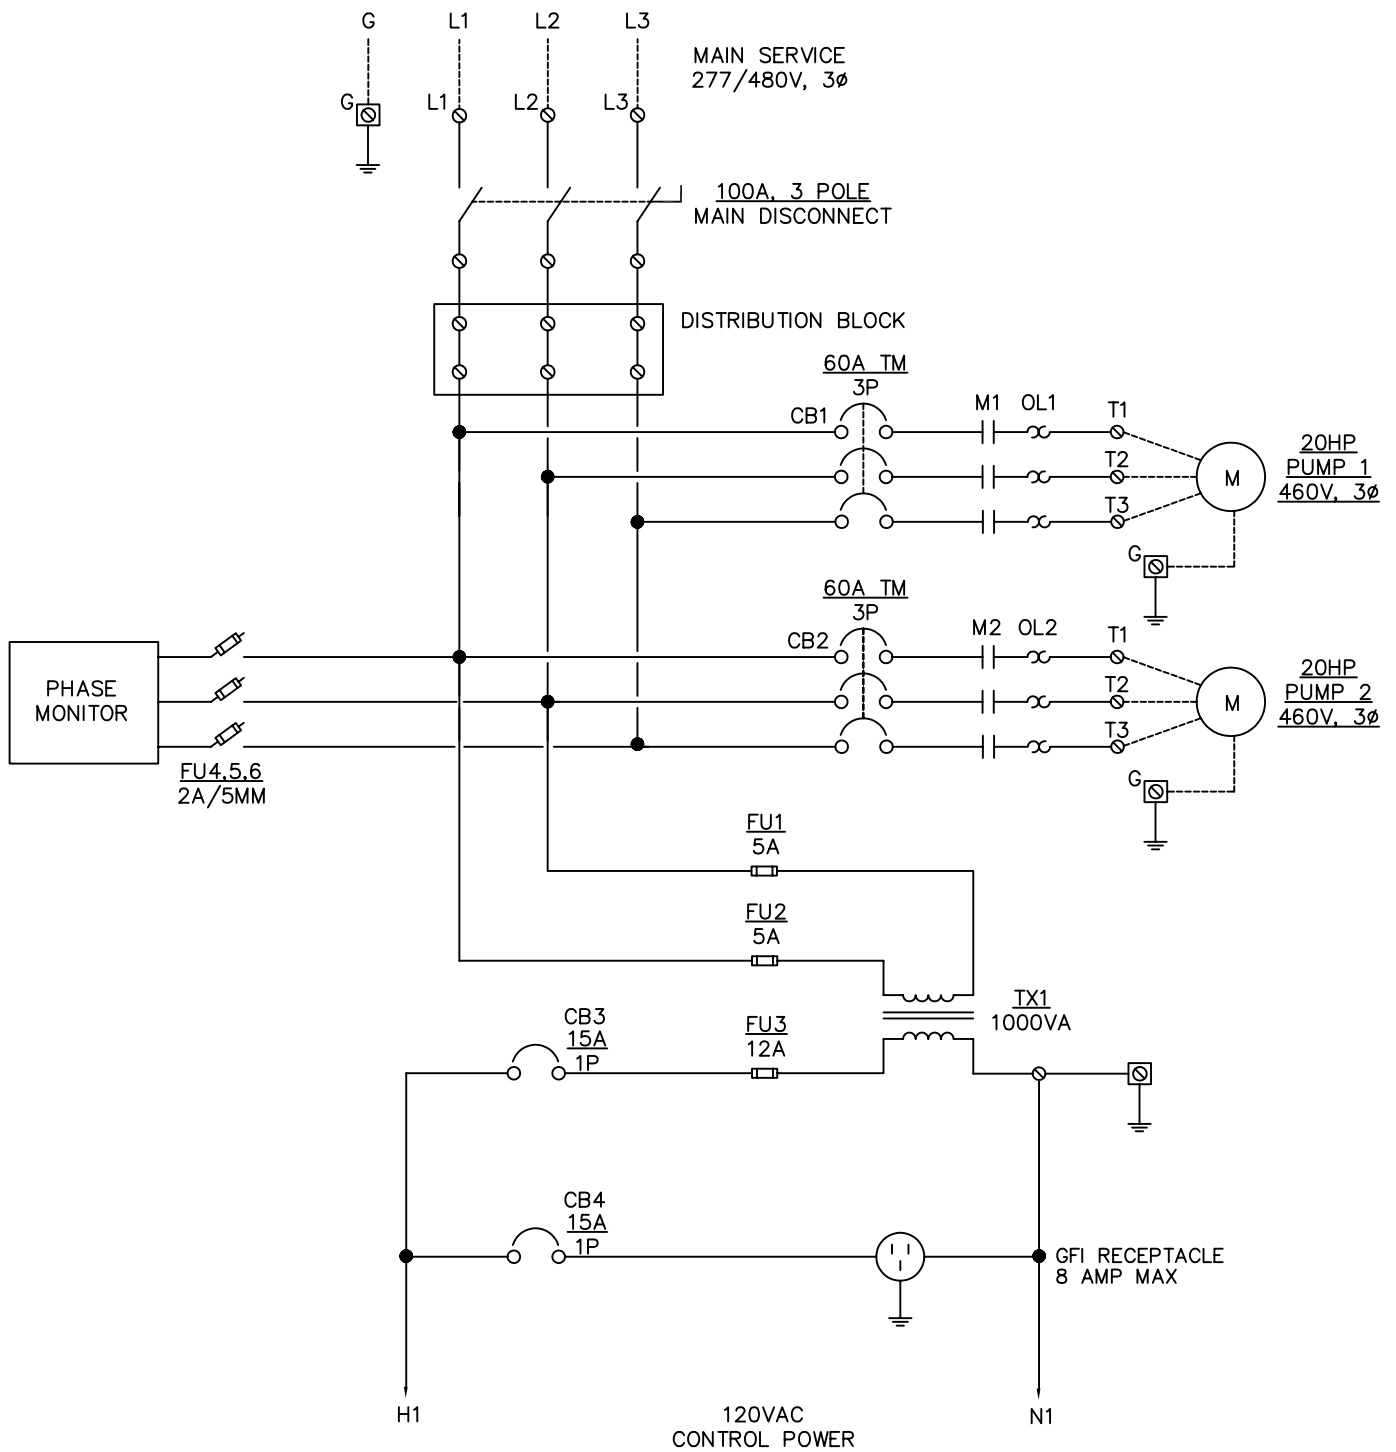 G L1 L2 L3
MAIN SERVICE
277/480V, 3ø
G L1 L2 L3
100A, 3 POLE
MAIN DISCONNECT
DISTRIBUTION BLOCK
60A TM
3P
CB1 M1 OL1 T1
T2
T3
M
20HP
PUMP 1
460V, 3ø
G
60A TM
3P
CB2 M2 OL2 T1
T2
T3
M
20HP
PUMP 2
460V, 3ø
G
PHASE
MONITOR
FU4,5,6
2A/5MM
FU1
5A
FU2
5A
TX1
1000VA
CB3
15A
1P
FU3
12A
CB4
15A
1P
GFI RECEPTACLE
8 AMP MAX
H1 N1
120VAC
CONTROL POWER